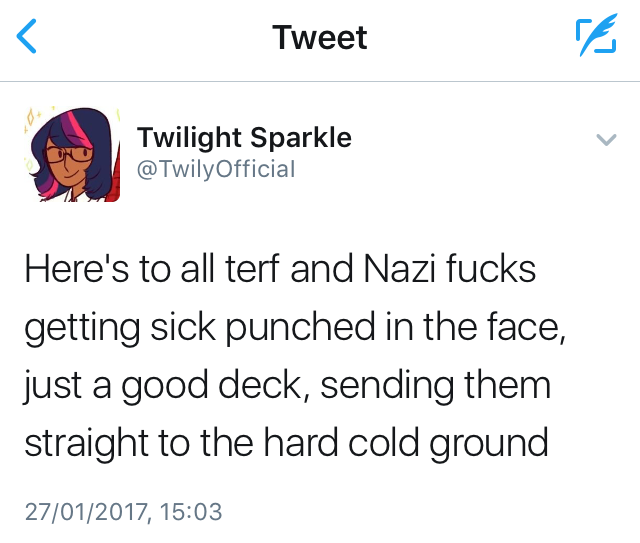 Tweet
Twilight Sparkle
@TwilyOfficial
Here's to all terf and Nazi fucks
getting sick punched in the face,
just a good deck, sending them
straight to the hard cold ground
27/01/2017, 15:03